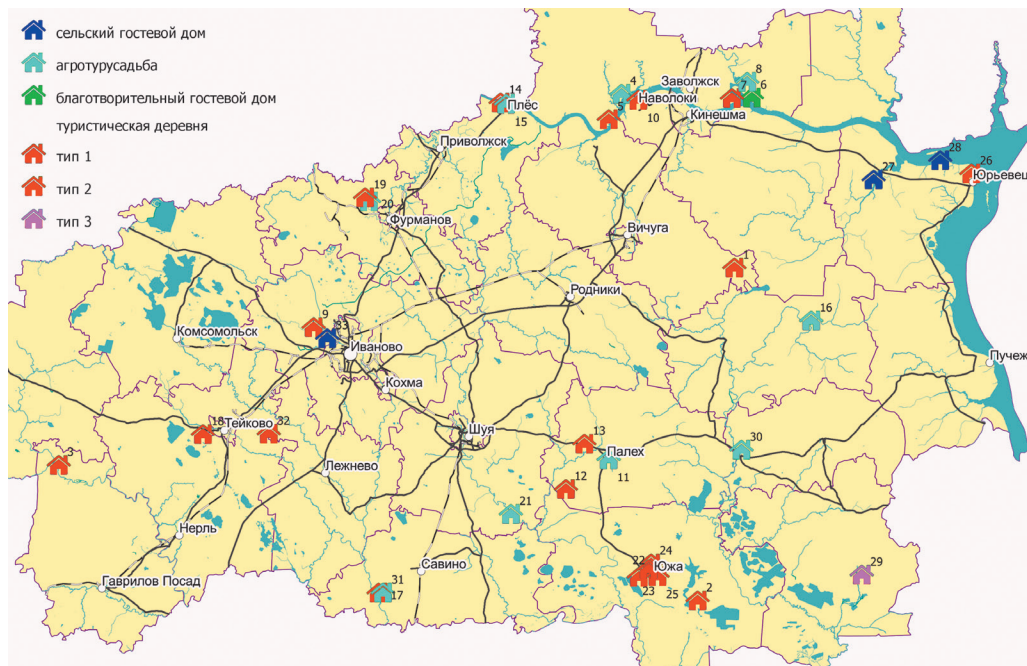 сельский гостевой дом
агротурусадьба
благотворительный гостевой дом
туристическая деревня
тип 1
тип 2
тип 3
14
Плёс
15
4
Наволоки
10
5
Заволжск
Кинешма
8
7
6
28
27
26
Юрьевец
Приволжск
19
20
Фурманов
Вичуга
1
Родники
16
Комсомольск
9
33
Иваново
Кохма
Пучеж
18
Тейково
32
Шуя
13
Палех
11
30
3
Лежнево
12
21
Нерль
Гаврилов Посад
Савино
31
17
22
24
Южа
23
25
2
29